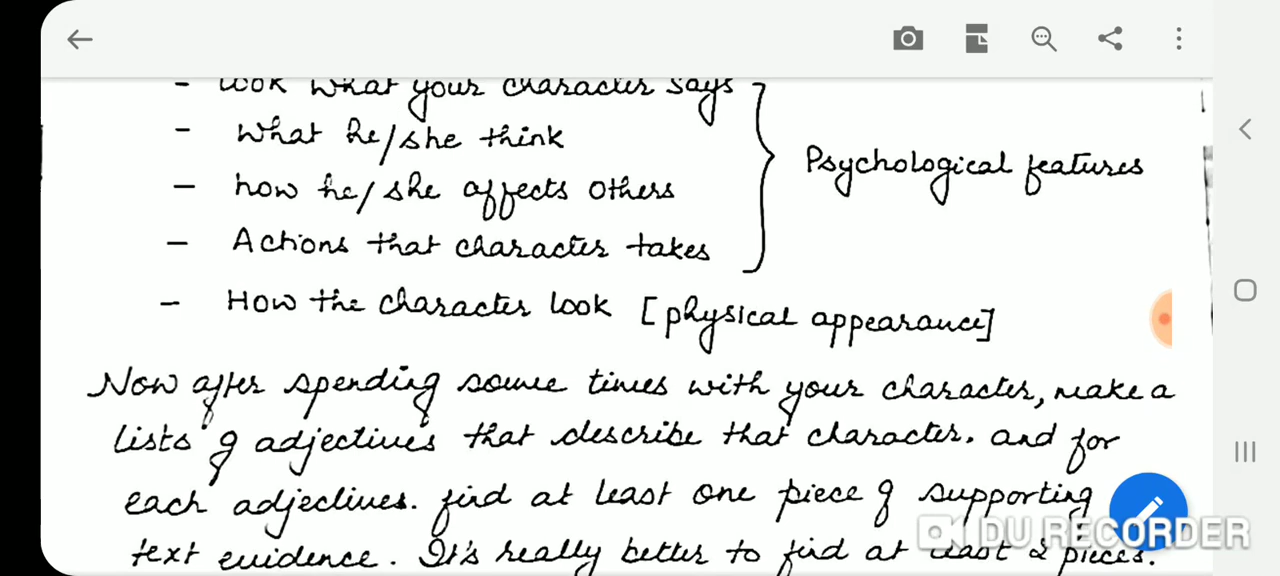 - Look what your character says
- What he/she think
- how he/she affects others
- Actions that character takes
Psychological features
- How the character look [physical appearance]
Now after spending some times with your character, make a
lists of adjectives that describe that character. and for
each adjectives. find at least one piece of supporting
text evidence. It's really better to find at least 2 pieces.
DU RECORDER